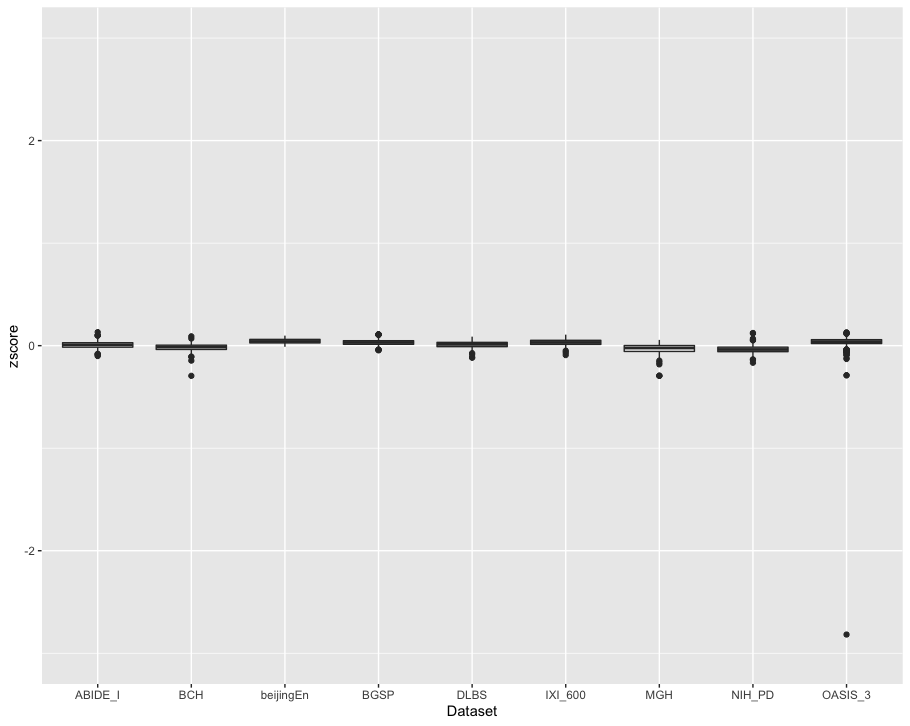 zscore
2
0
-2
ABIDE_I BCH beijingEn BGSP DLBS IXI_600 MGH NIH_PD OASIS_3
Dataset